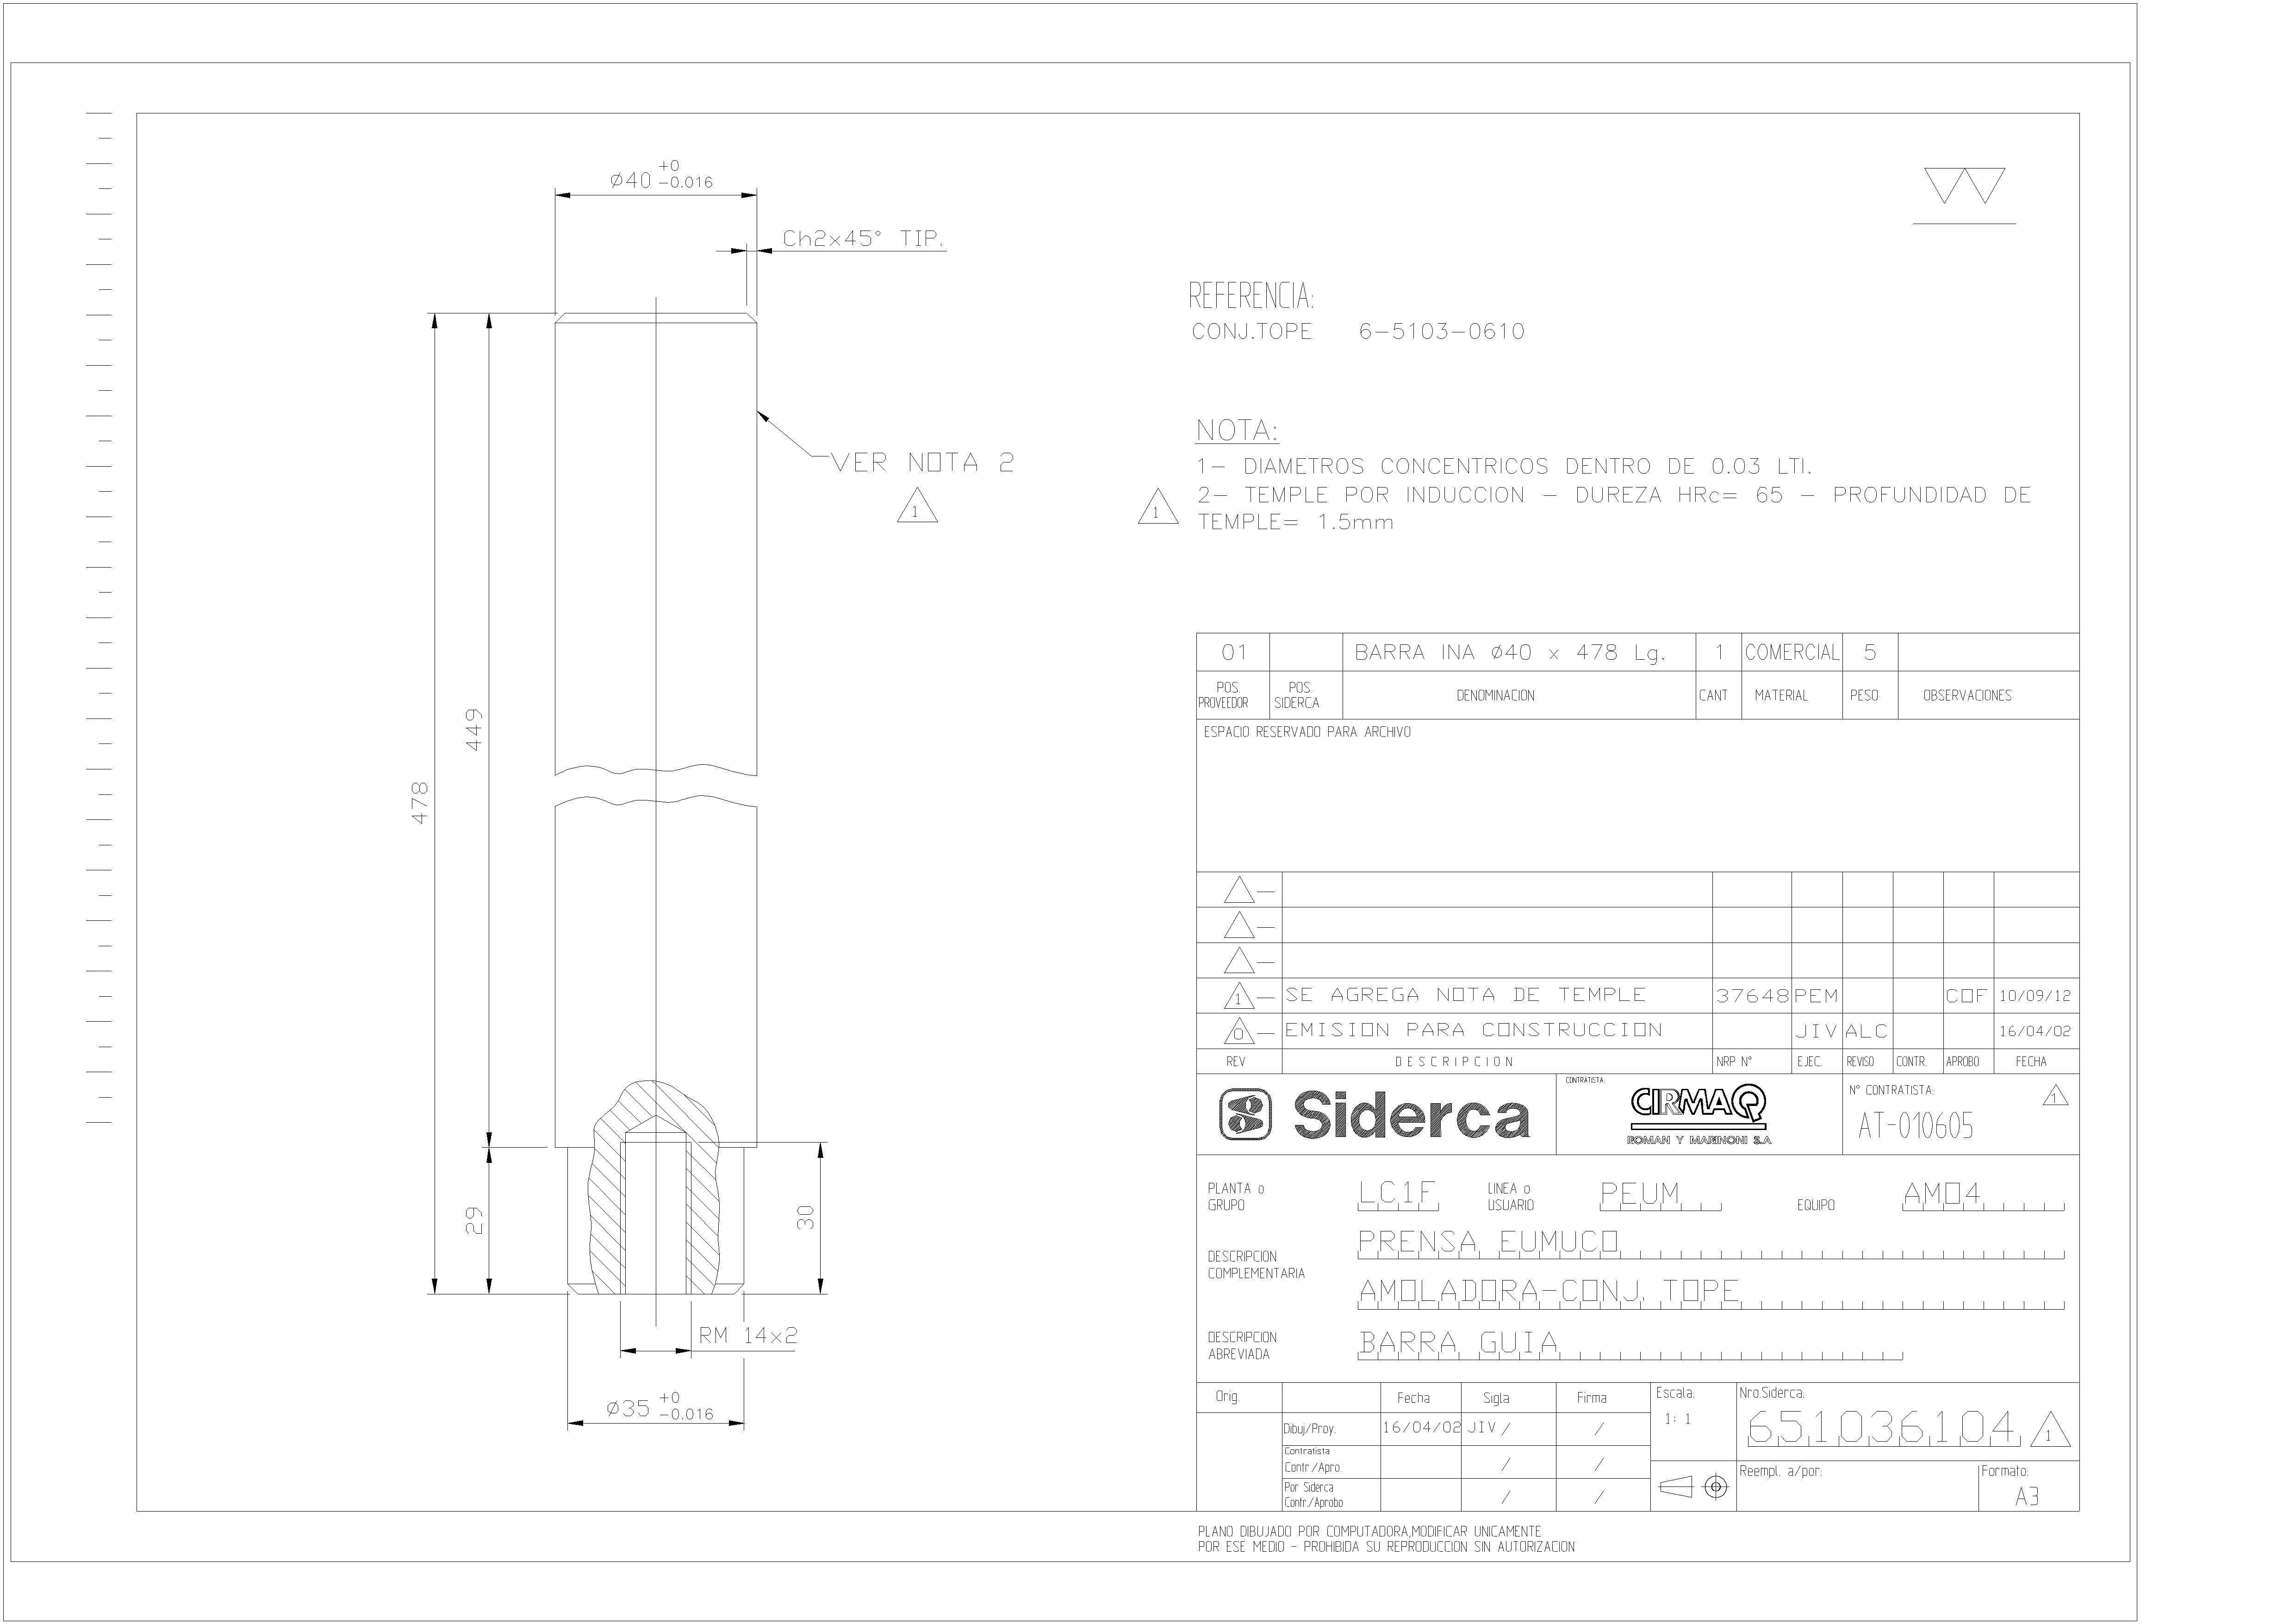 +0
Ø40 -0.016
Ch2x45° TIP.
VER NOTA 2
1
449
478
29
30
RM 14x2
+0
Ø35 -0.016
REFERENCIA:
CONJ.TOPE 6-5103-0610
NOTA:
1- DIAMETROS CONCENTRICOS DENTRO DE 0.03 LTI.
1 2- TEMPLE POR INDUCCION - DUREZA HRc= 65 - PROFUNDIDAD DE
TEMPLE= 1.5mm
01 BARRA INA Ø40 x 478 Lg. 1 COMERCIAL 5
POS. PROVEEDOR POS. SIDERCA DENOMINACION CANT MATERIAL PESO OBSERVACIONES
ESPACIO RESERVADO PARA ARCHIVO
-
-
-
1 - SE AGREGA NOTA DE TEMPLE 37648 PEM COF 10/09/12
0 - EMISION PARA CONSTRUCCION JIV ALC 16/04/02
REV DESCRIPCION NRP N° EJEC. REVISO CONTR. APROBO FECHA
Siderca
CONTRATISTA:
CIRMAQ
ROMAN Y MARINONI S.A
N° CONTRATISTA: 1
AT-010605
PLANTA o GRUPO LC1F LINEA o USUARIO PEUM EQUIPO AM04
DESCRIPCION COMPLEMENTARIA PRENSA EUMUCO
AMOLADORA-CONJ. TOPE
DESCRIPCION ABREVIADA BARRA GUIA
Orig. Fecha Sigla Firma
Dibuj/Proy. 16/04/02 JIV / /
Contratista Contr./Apro. / /
Por Siderca Contr./Aprobo / /
Escala:
1: 1
Nro.Siderca:
651036104 1
Reempl. a/por:
Formato:
A3
PLANO DIBUJADO POR COMPUTADORA,MODIFICAR UNICAMENTE
POR ESE MEDIO - PROHIBIDA SU REPRODUCCION SIN AUTORIZACION